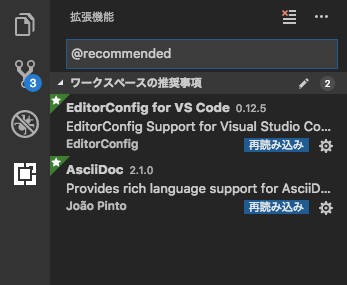 拡張機能
@recommended
3
ワークスペースの推奨事項 2
EditorConfig for VS Code 0.12.5
EditorConfig Support for Visual Studio Co...
EditorConfig 再読み込み
AsciiDoc 2.1.0
Provides rich language support for AsciiD...
João Pinto 再読み込み